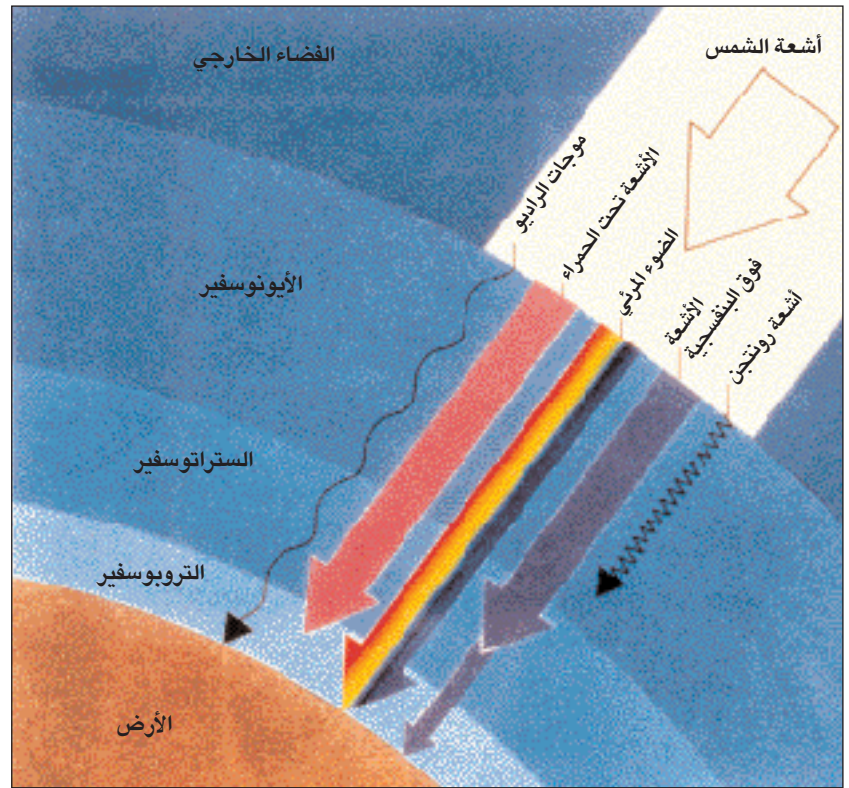 أشعة الشمس
الفضاء الخارجي
موجات الراديو
الأشعة تحت الحمراء
الضوء المرئي
الأشعة
فوق البنفسجية
أشعة رونتجن
الأيونوسفير
الستراتوسفير
التروبوسفير
الأرض